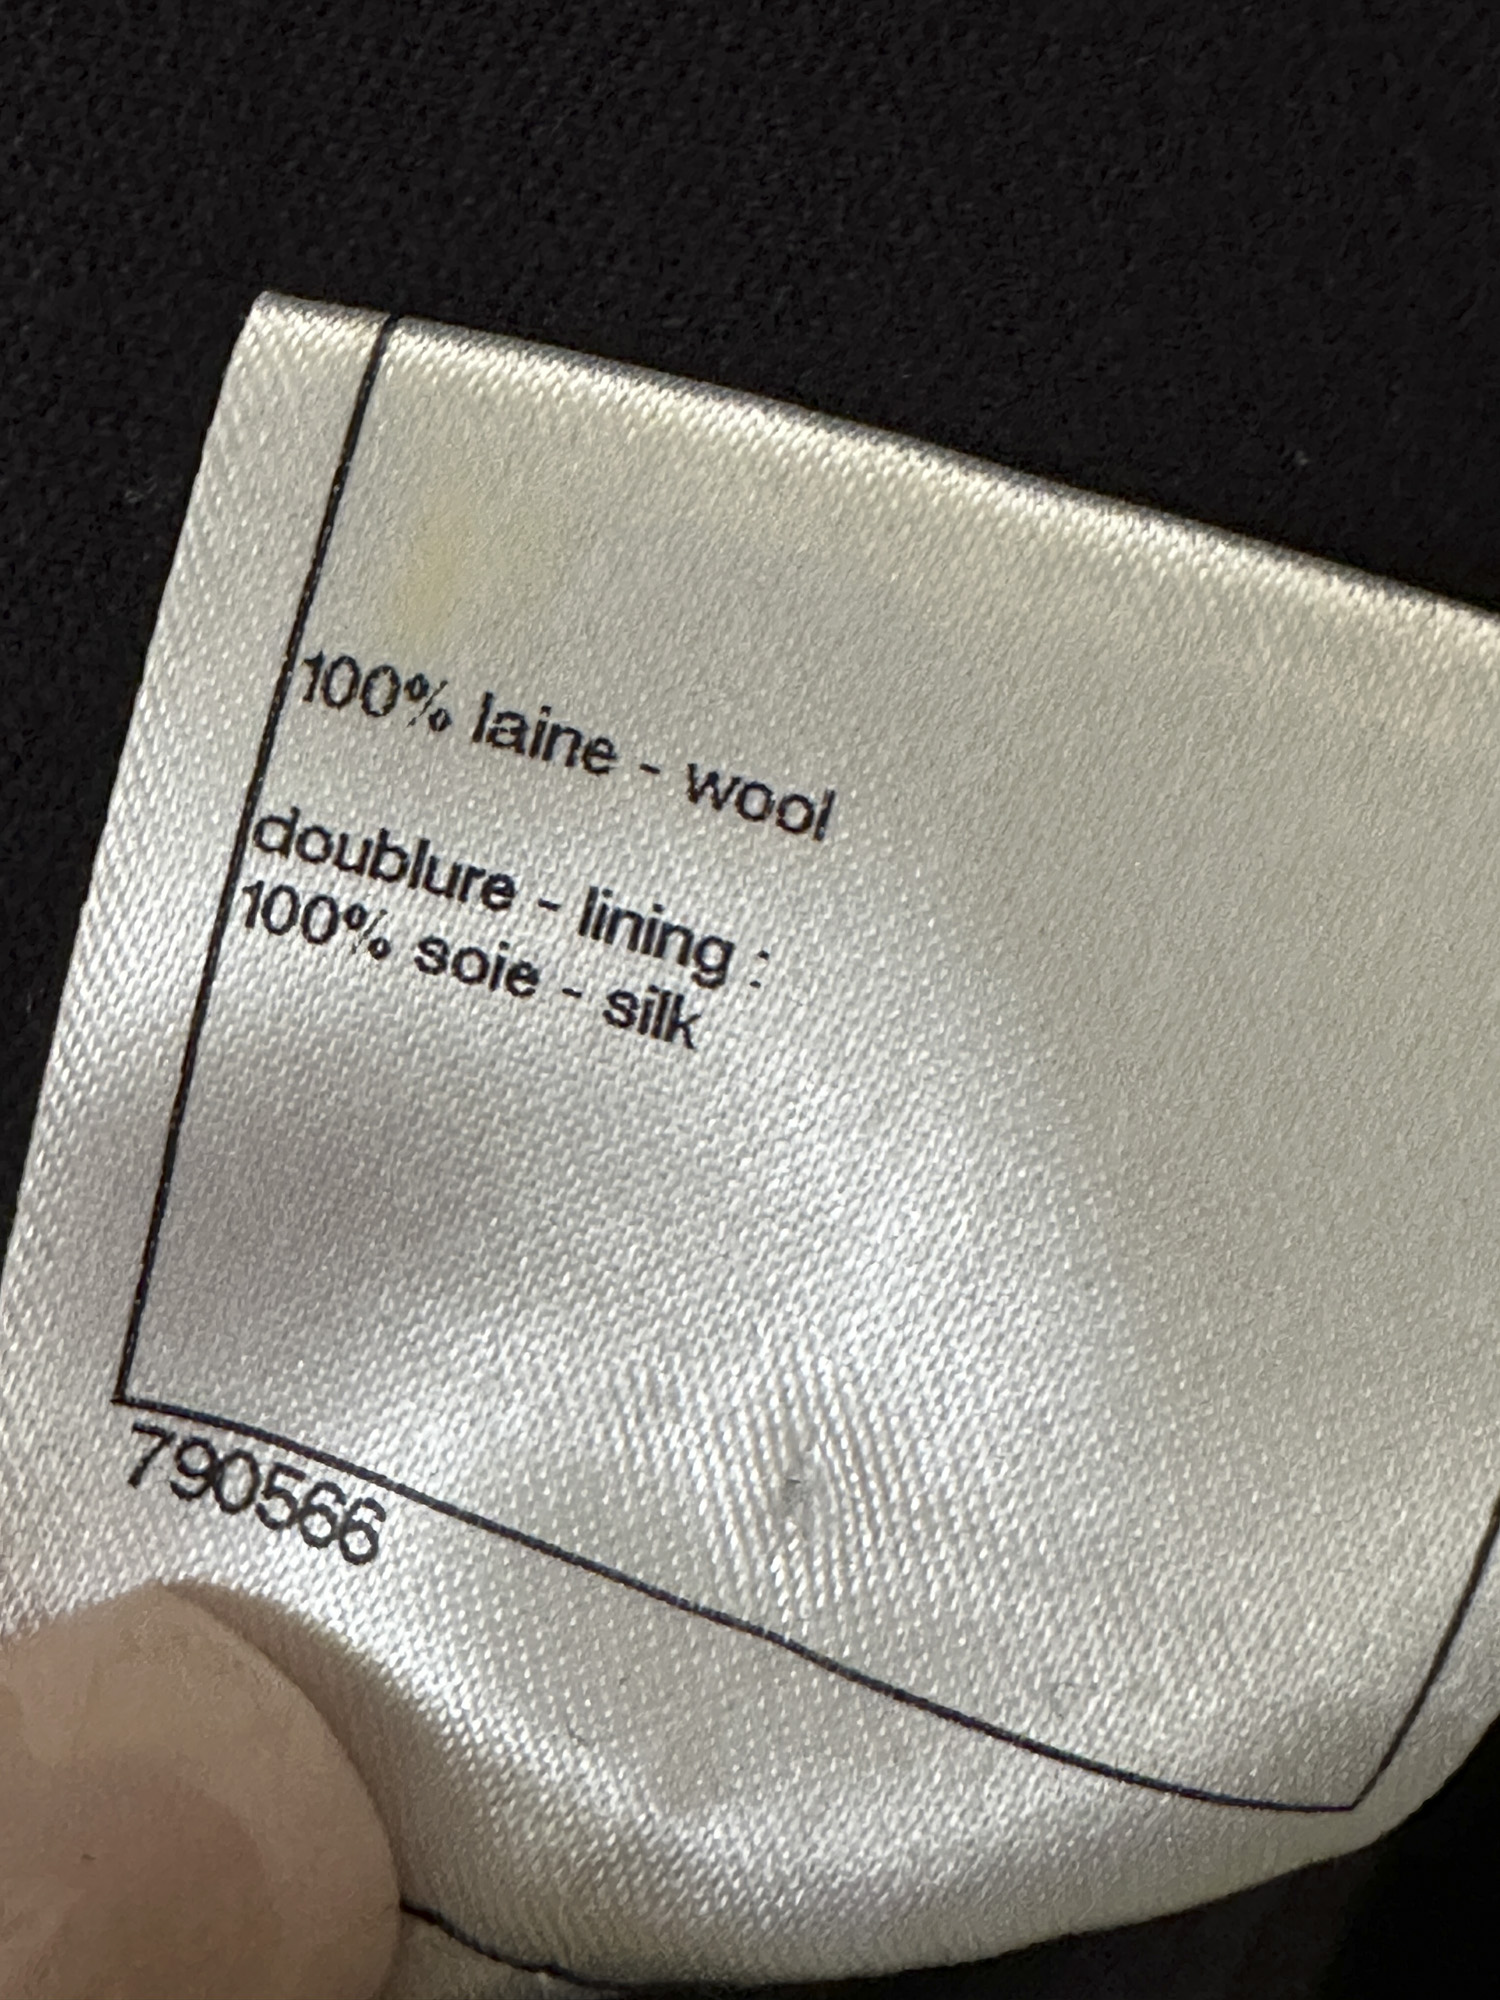 100% laine - wool
doublure - lining :
100% soie - silk
790566